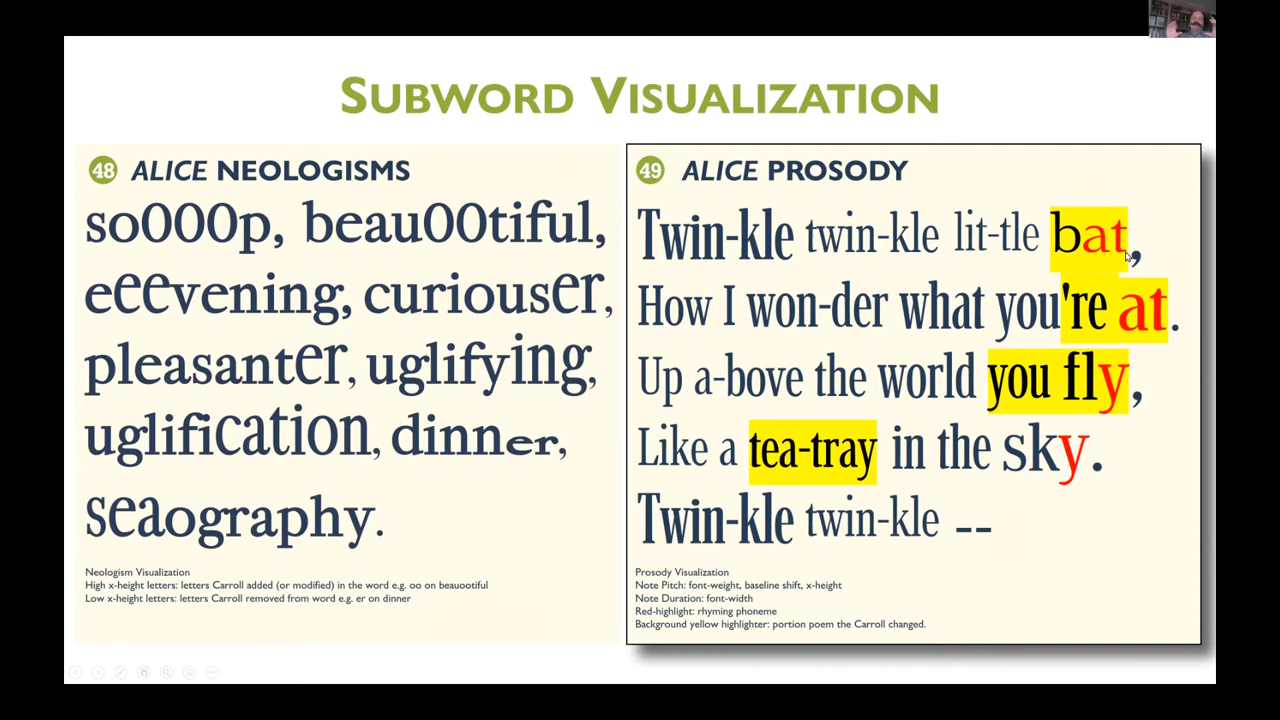 SUBWORD VISUALIZATION
48 ALICE NEOLOGISMS
soOOOp, beauOOtiful,
eeevening, curiouser,
pleasanter, uglifying,
uglification, dinner,
seaography.
Neologism Visualization
High x-height letters: letters Carroll added (or modified) in the word e.g. oo on beauootiful
Low x-height letters: letters Carroll removed from word e.g. er on dinner
49 ALICE PROSODY
Twin-kle twin-kle lit-tle bat,
How I won-der what you're at.
Up a-bove the world you fly,
Like a tea-tray in the sky.
Twin-kle twin-kle --
Prosody Visualization
Note Pitch: font-weight, baseline shift, x-height
Note Duration: font-width
Red-highlight: rhyming phoneme
Background yellow highlighter: portion poem the Carroll changed.